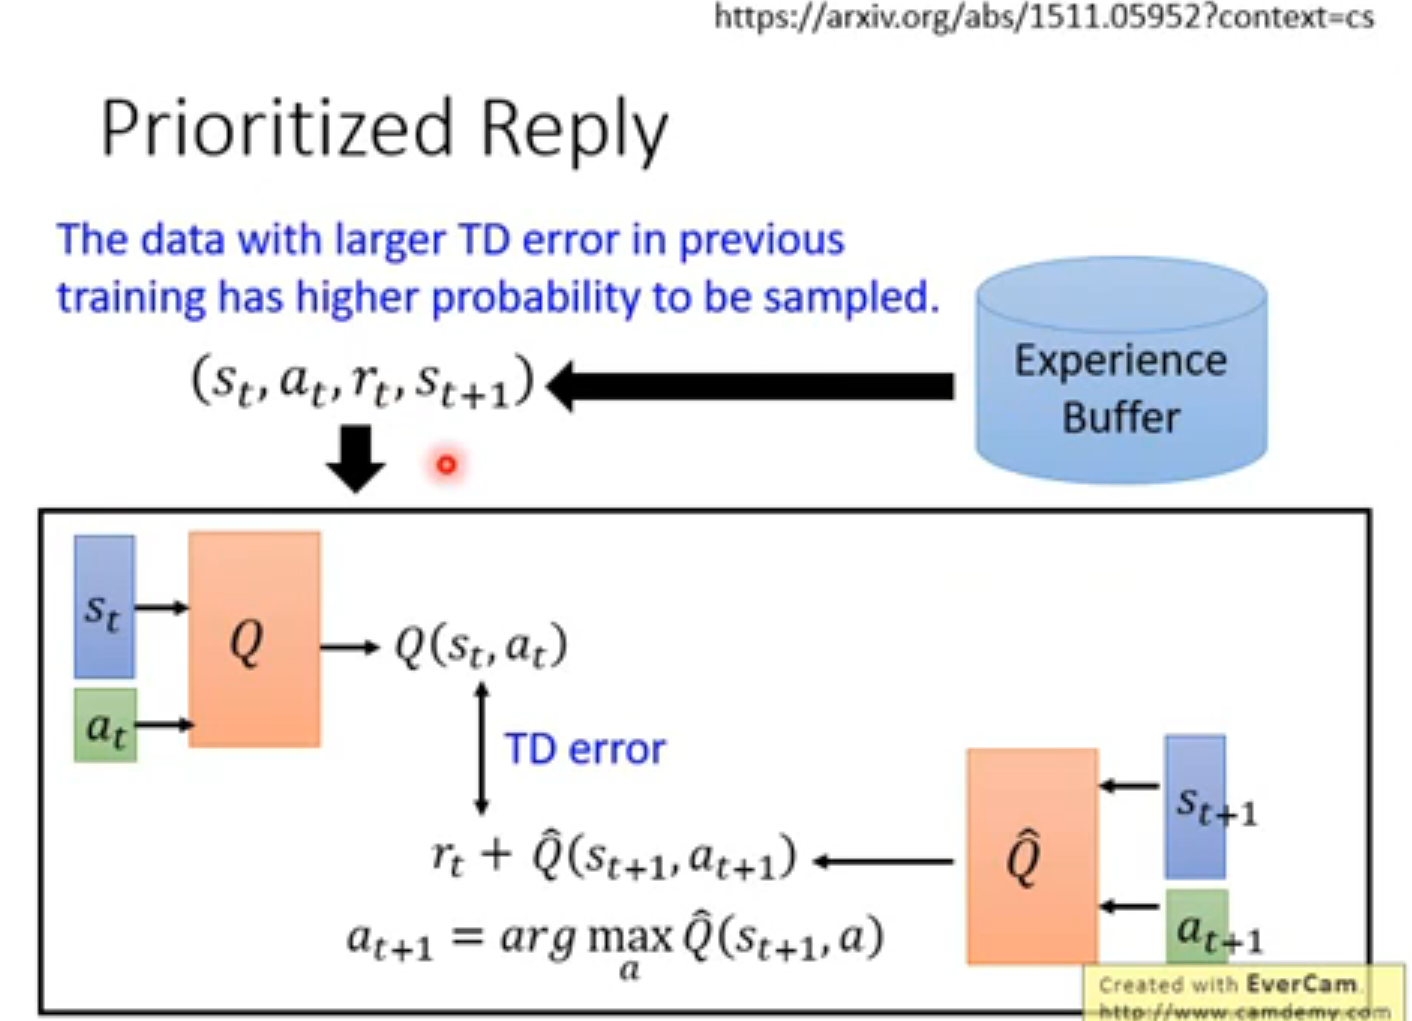 https://arxiv.org/abs/1511.05952?context=cs
Prioritized Reply
The data with larger TD error in previous
training has higher probability to be sampled.
(s_t, a_t, r_t, s_{t+1})
Experience
Buffer
s_t
a_t
Q
Q(s_t, a_t)
TD error
r_t + Q̂(s_{t+1}, a_{t+1})
a_{t+1} = arg max_a Q̂(s_{t+1}, a)
Q̂
s_{t+1}
a_{t+1}
Created with EverCam.
http://www.camdemy.com